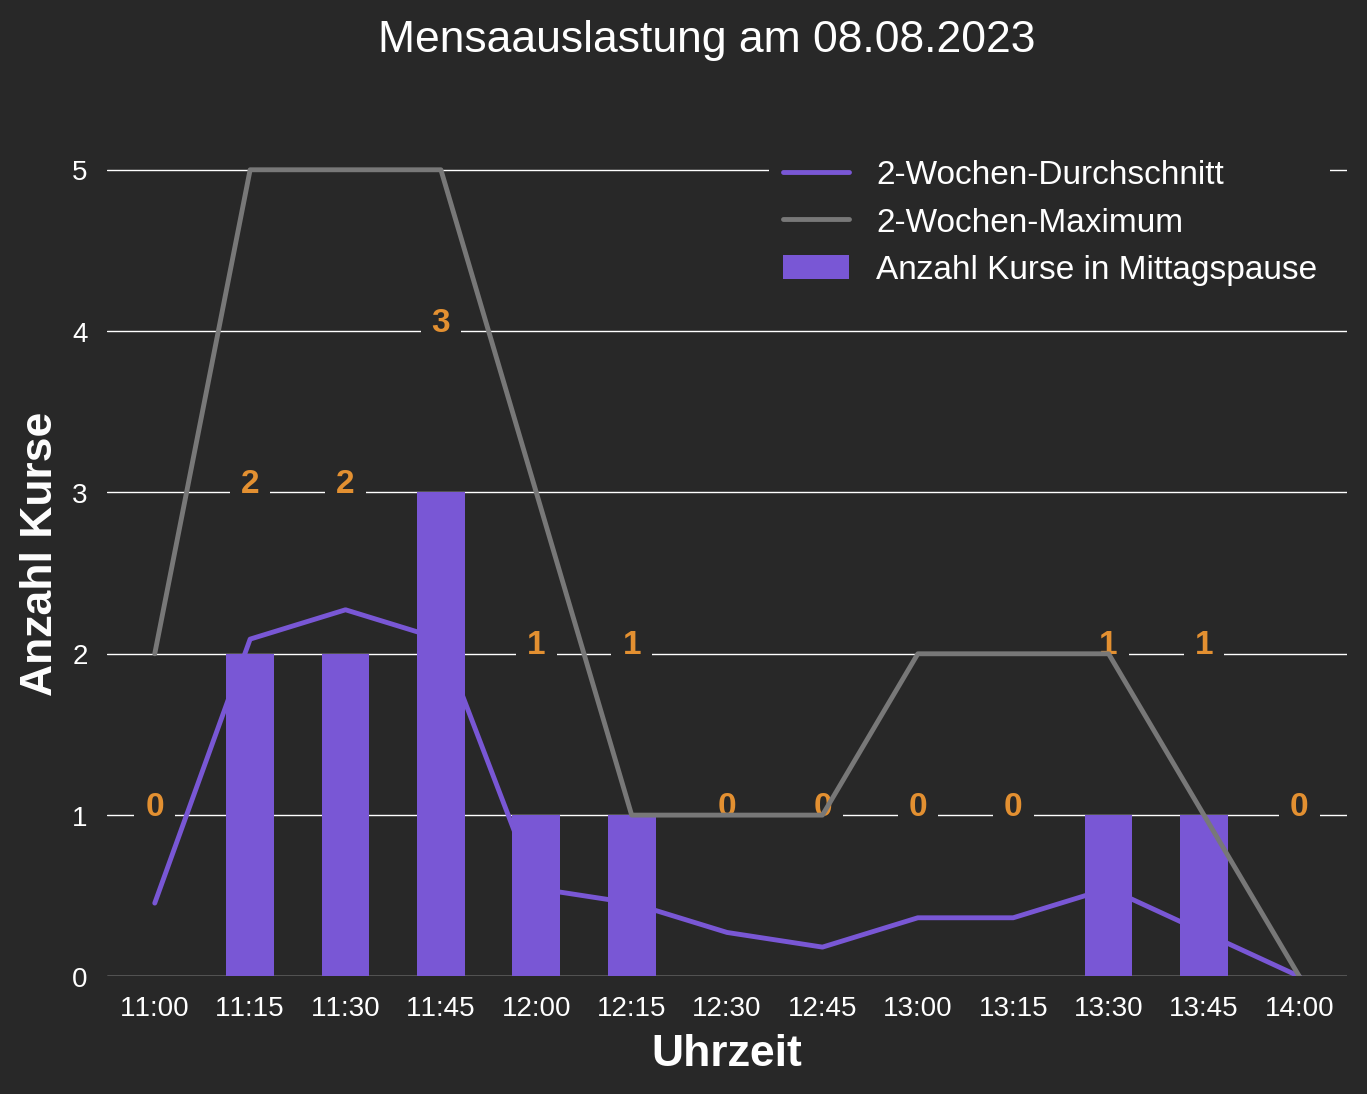 Mensaauslastung am 08.08.2023
2-Wochen-Durchschnitt
2-Wochen-Maximum
Anzahl Kurse in Mittagspause
Anzahl Kurse
5
4
3
2
1
0
0
2
2
3
1
1
0
0
0
0
1
1
0
11:00 11:15 11:30 11:45 12:00 12:15 12:30 12:45 13:00 13:15 13:30 13:45 14:00
Uhrzeit